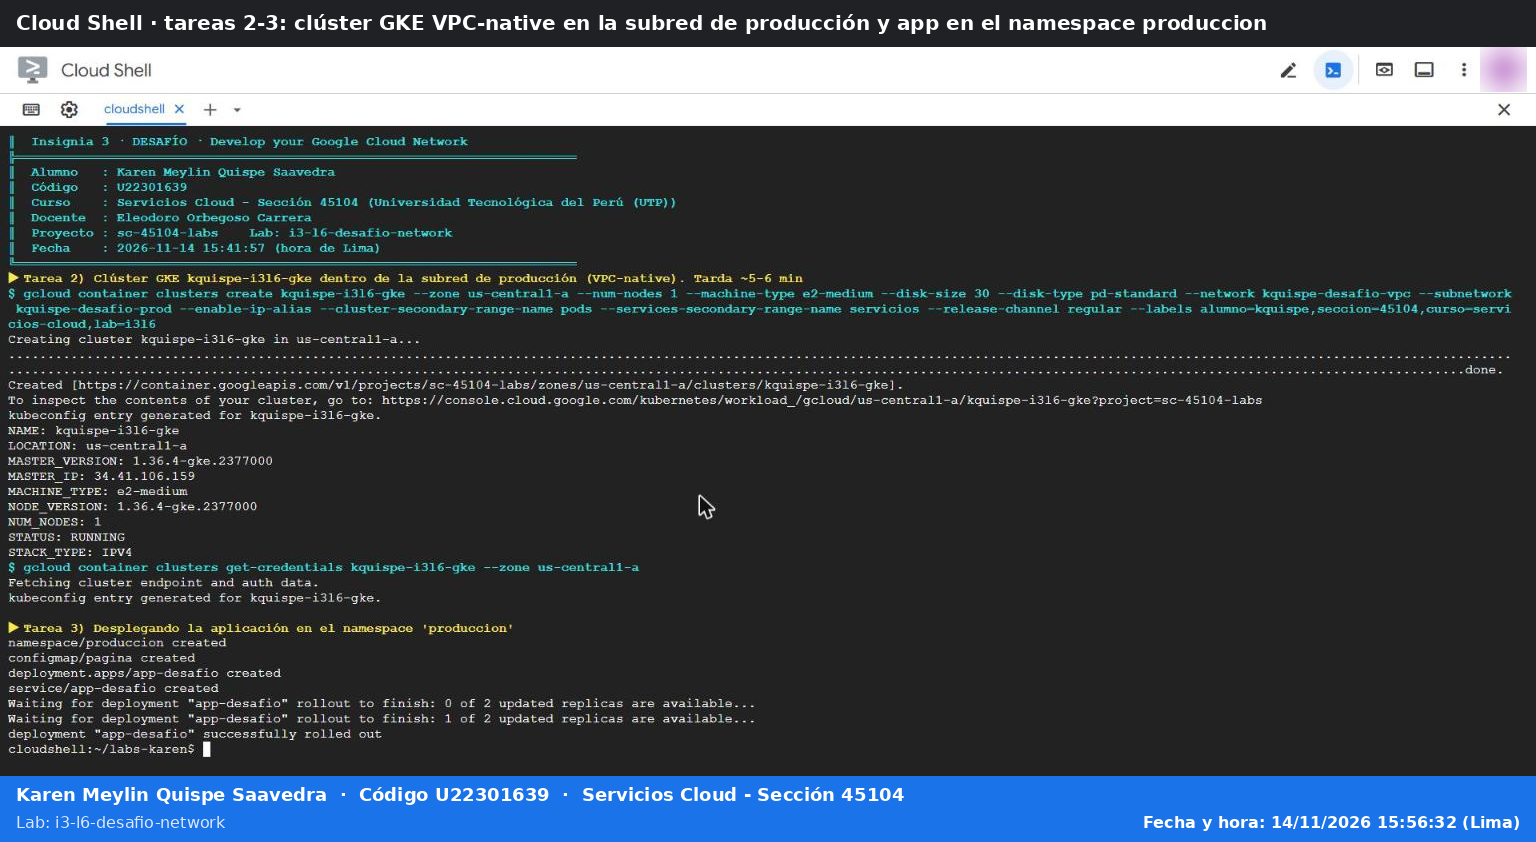 Cloud Shell · tareas 2-3: clúster GKE VPC-native en la subred de producción y app en el namespace produccion
Cloud Shell
cloudshell
Insignia 3 · DESAFÍO · Develop your Google Cloud Network
Alumno : Karen Meylin Quispe Saavedra
Código : U22301639
Curso : Servicios Cloud - Sección 45104 (Universidad Tecnológica del Perú (UTP))
Docente : Eleodoro Orbegoso Carrera
Proyecto : sc-45104-labs Lab: i3-l6-desafio-network
Fecha : 2026-11-14 15:41:57 (hora de Lima)
▶ Tarea 2) Clúster GKE kquispe-i3l6-gke dentro de la subred de producción (VPC-native). Tarda ~5-6 min
$ gcloud container clusters create kquispe-i3l6-gke --zone us-central1-a --num-nodes 1 --machine-type e2-medium --disk-size 30 --disk-type pd-standard --network kquispe-desafio-vpc --subnetwork
kquispe-desafio-prod --enable-ip-alias --cluster-secondary-range-name pods --services-secondary-range-name servicios --release-channel regular --labels alumno=kquispe,seccion=45104,curso=servi
cios-cloud,lab=i3l6
Creating cluster kquispe-i3l6-gke in us-central1-a...
.................................................................................................................................................................................................
...........................................................................................................................................................................................done.
Created [https://container.googleapis.com/v1/projects/sc-45104-labs/zones/us-central1-a/clusters/kquispe-i3l6-gke].
To inspect the contents of your cluster, go to: https://console.cloud.google.com/kubernetes/workload_/gcloud/us-central1-a/kquispe-i3l6-gke?project=sc-45104-labs
kubeconfig entry generated for kquispe-i3l6-gke.
NAME: kquispe-i3l6-gke
LOCATION: us-central1-a
MASTER_VERSION: 1.36.4-gke.2377000
MASTER_IP: 34.41.106.159
MACHINE_TYPE: e2-medium
NODE_VERSION: 1.36.4-gke.2377000
NUM_NODES: 1
STATUS: RUNNING
STACK_TYPE: IPV4
$ gcloud container clusters get-credentials kquispe-i3l6-gke --zone us-central1-a
Fetching cluster endpoint and auth data.
kubeconfig entry generated for kquispe-i3l6-gke.
▶ Tarea 3) Desplegando la aplicación en el namespace 'produccion'
namespace/produccion created
configmap/pagina created
deployment.apps/app-desafio created
service/app-desafio created
Waiting for deployment "app-desafio" rollout to finish: 0 of 2 updated replicas are available...
Waiting for deployment "app-desafio" rollout to finish: 1 of 2 updated replicas are available...
deployment "app-desafio" successfully rolled out
cloudshell:~/labs-karen$
Karen Meylin Quispe Saavedra · Código U22301639 · Servicios Cloud - Sección 45104
Lab: i3-l6-desafio-network
Fecha y hora: 14/11/2026 15:56:32 (Lima)